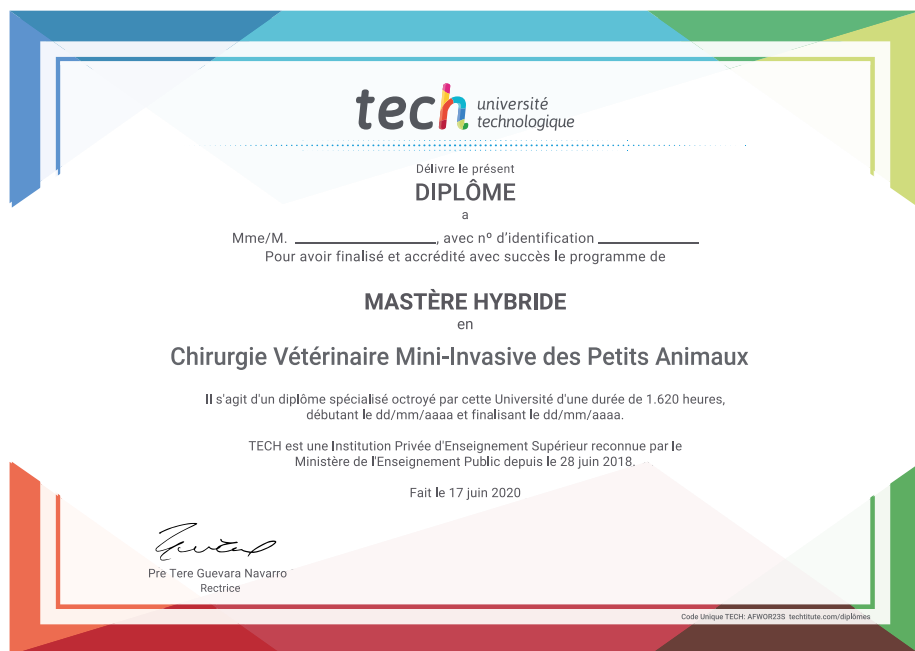 tech université
technologique
Délivre le présent
DIPLÔME
a
Mme/M. ____________________, avec nº d'identification ______________
Pour avoir finalisé et accrédité avec succès le programme de
MASTÈRE HYBRIDE
en
Chirurgie Vétérinaire Mini-Invasive des Petits Animaux
Il s'agit d'un diplôme spécialisé octroyé par cette Université d'une durée de 1.620 heures,
débutant le dd/mm/aaaa et finalisant le dd/mm/aaaa.
TECH est une Institution Privée d'Enseignement Supérieur reconnue par le
Ministère de l'Enseignement Public depuis le 28 juin 2018.
Fait le 17 juin 2020
Pre Tere Guevara Navarro
Rectrice
Code Unique TECH: AFWOR23S techtitute.com/diplômes